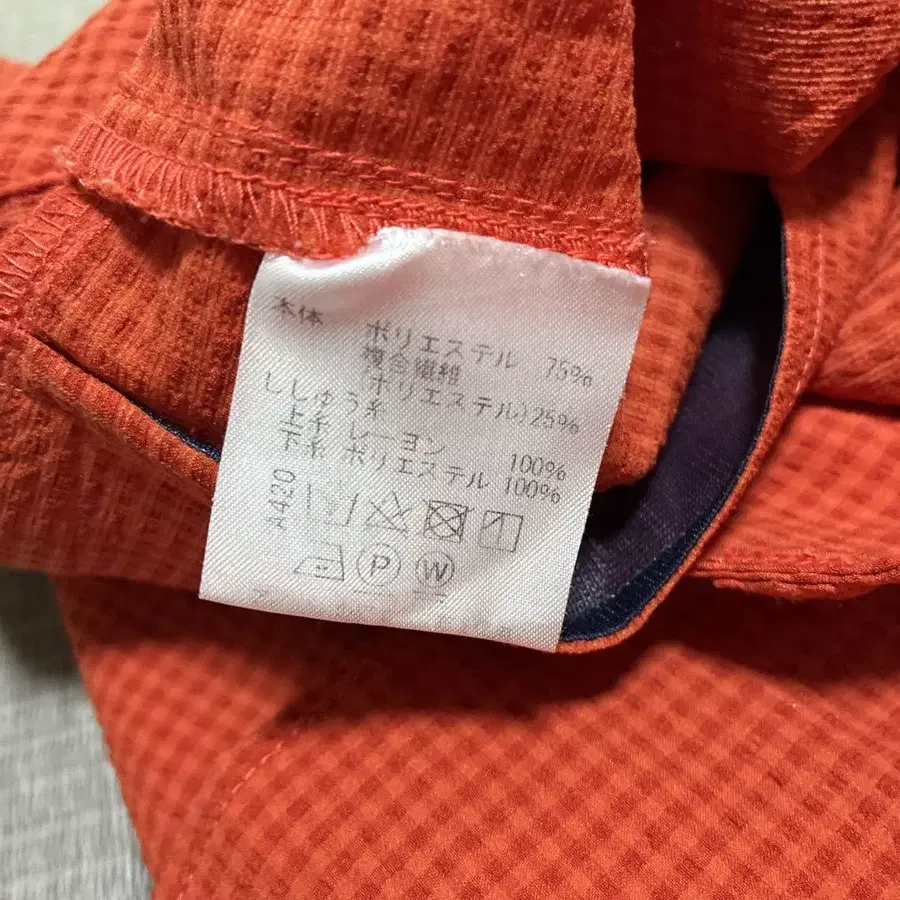 本体 ポリエステル 75%
複合繊維
(ポリエステル)25%
ししゅう糸
上糸 レーヨン 100%
下糸 ポリエステル 100%
A420
P W